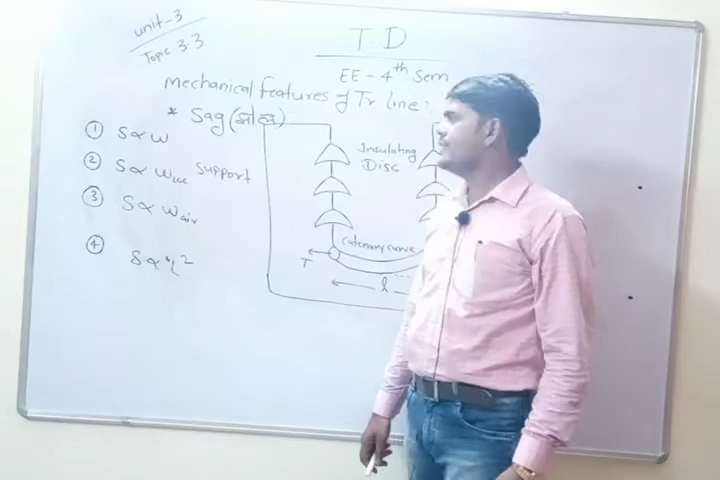 unit-3
Topic 3.3
T.D
EE - 4th Sem
Mechanical features of Tr line:
* Sag (झोल)
① S∝w
② S∝wice
③ S∝wair
④ S∝l2
Support
Insulating
Disc
Catenary curve
T
l